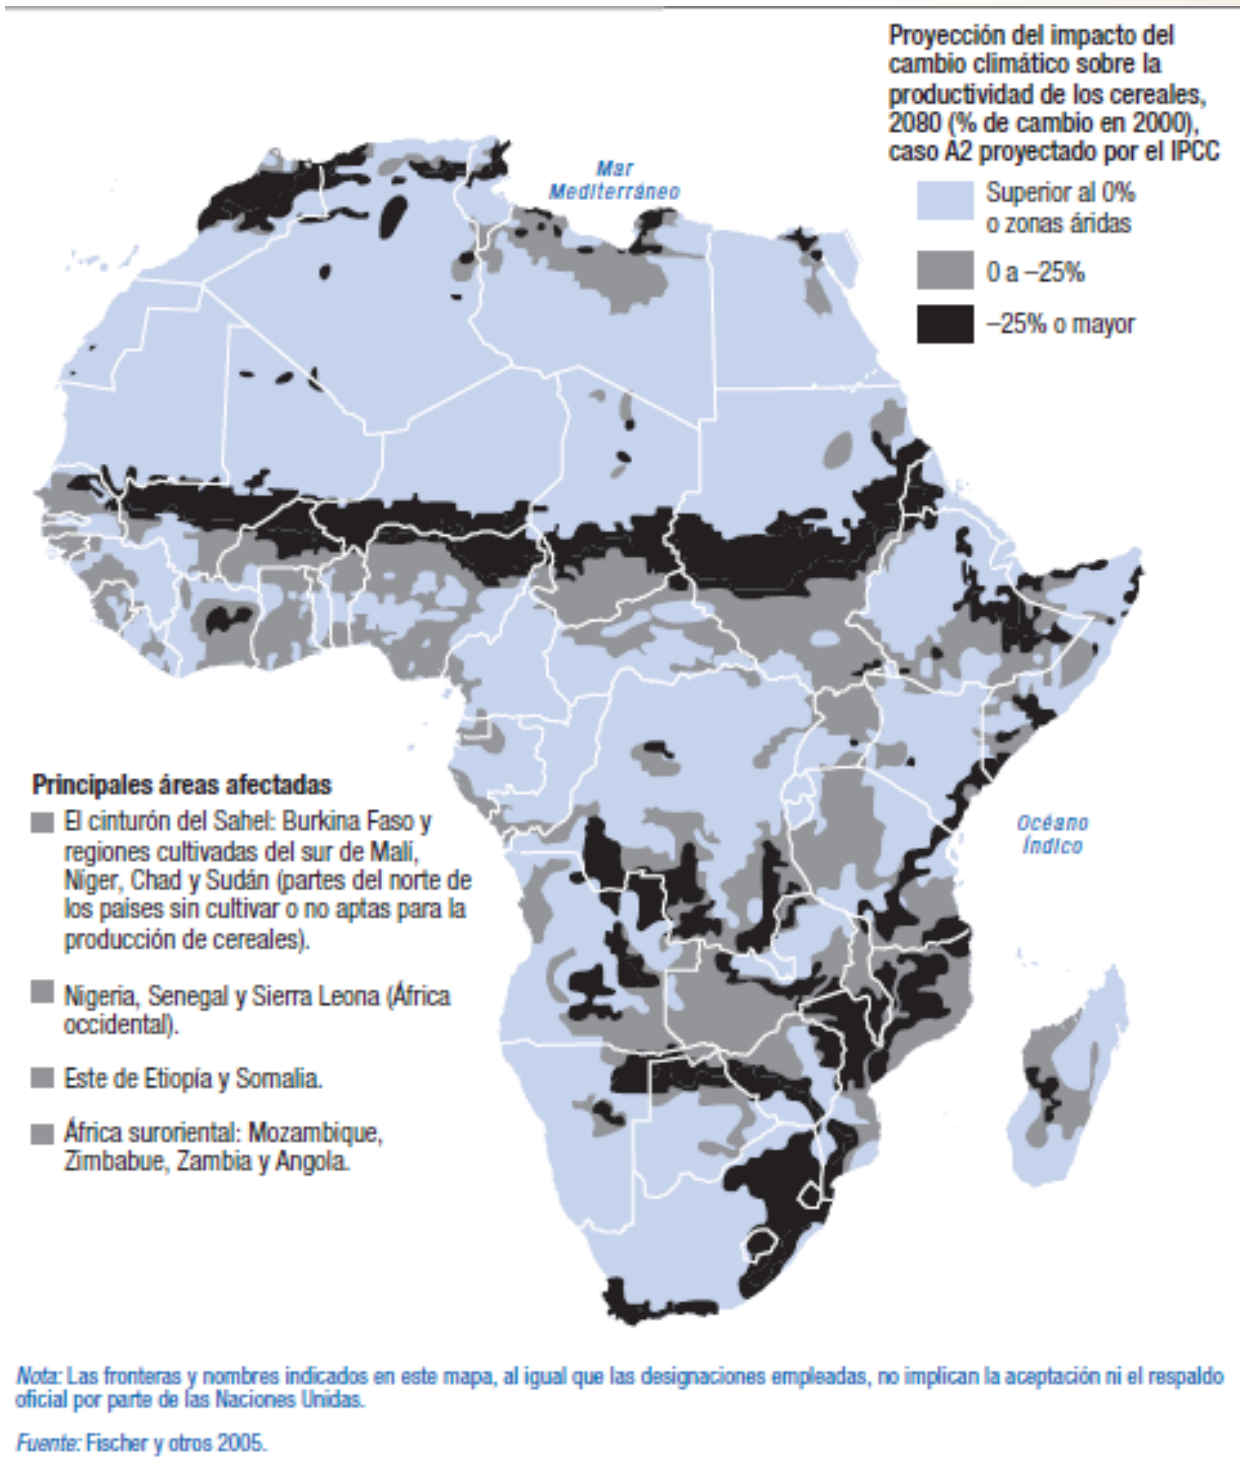 Proyección del impacto del
cambio climático sobre la
productividad de los cereales,
2080 (% de cambio en 2000),
caso A2 proyectado por el IPCC
Superior al 0%
o zonas áridas
0 a –25%
–25% o mayor
Mar
Mediterráneo
Océano
Índico
Principales áreas afectadas
El cinturón del Sahel: Burkina Faso y
regiones cultivadas del sur de Malí,
Níger, Chad y Sudán (partes del norte de
los países sin cultivar o no aptas para la
producción de cereales).
Nigeria, Senegal y Sierra Leona (África
occidental).
Este de Etiopía y Somalia.
África suroriental: Mozambique,
Zimbabue, Zambia y Angola.
Nota: Las fronteras y nombres indicados en este mapa, al igual que las designaciones empleadas, no implican la aceptación ni el respaldo
oficial por parte de las Naciones Unidas.
Fuente: Fischer y otros 2005.